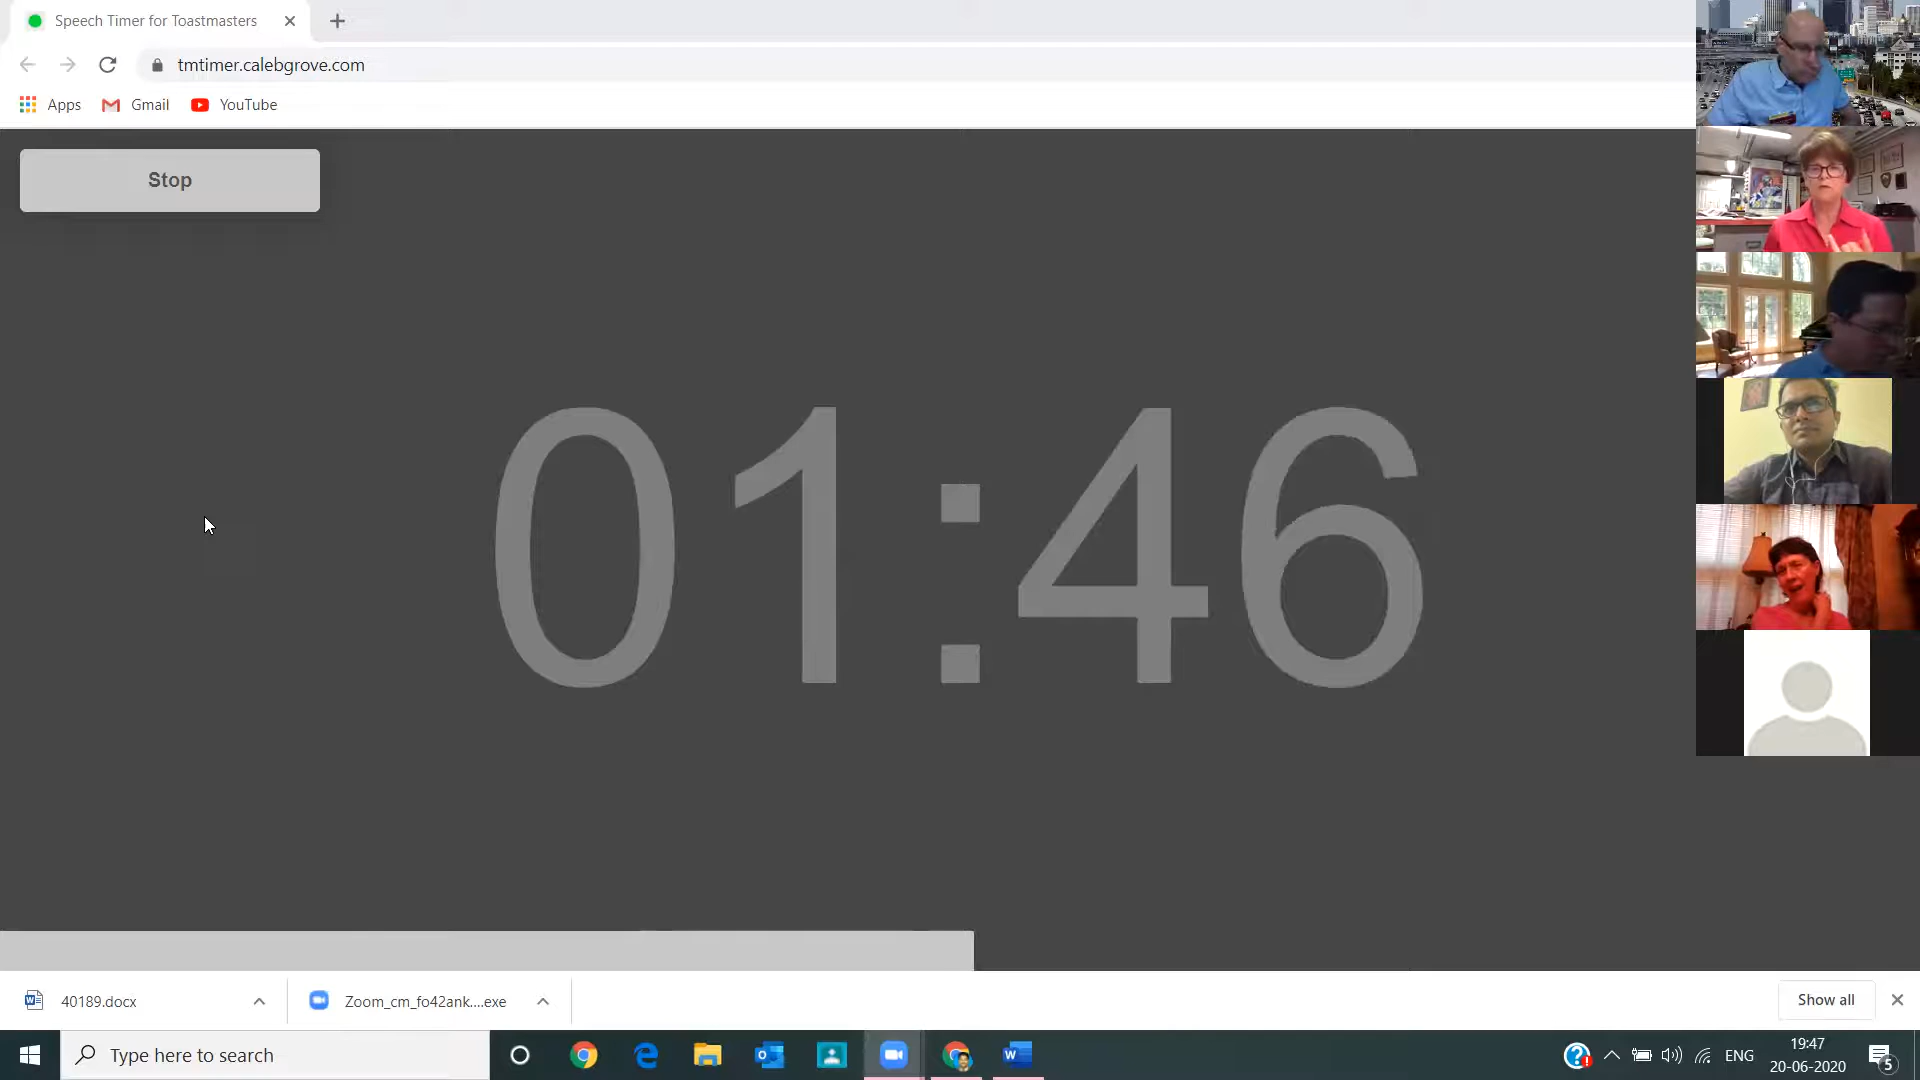 Speech Timer for Toastmasters
tmtimer.calebgrove.com
Apps Gmail YouTube
Stop
01:46
40189.docx Zoom_cm_fo42ank....exe Show all
Type here to search ENG 19:47
20-06-2020 5